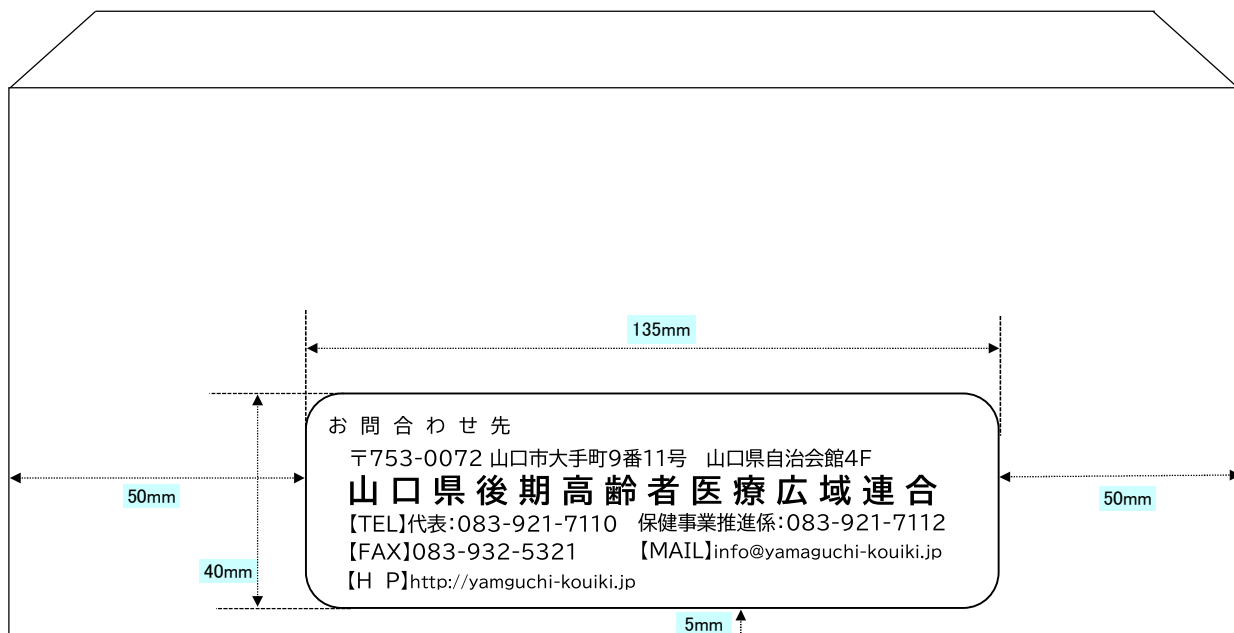 135mm
お問合わせ先
〒753-0072 山口市大手町9番11号　山口県自治会館4F
山口県後期高齢者医療広域連合
【TEL】代表：083-921-7110　保健事業推進係：083-921-7112
【FAX】083-932-5321　【MAIL】info@yamaguchi-kouiki.jp
【H P】http://yamguchi-kouiki.jp
50mm
50mm
40mm
5mm